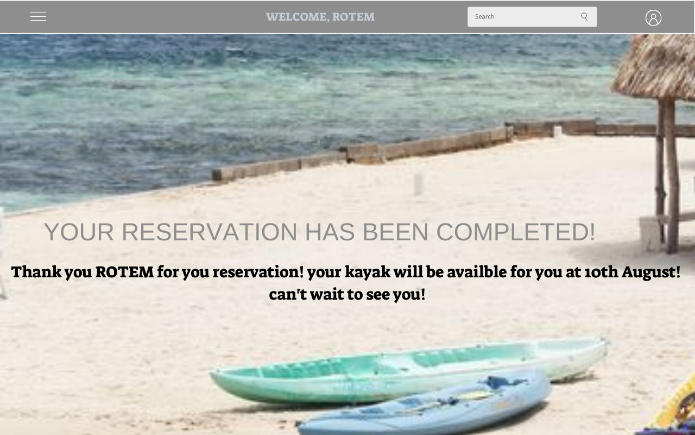 WELCOME, ROTEM
Search
YOUR RESERVATION HAS BEEN COMPLETED!
Thank you ROTEM for you reservation! your kayak will be availble for you at 10th August!
can't wait to see you!